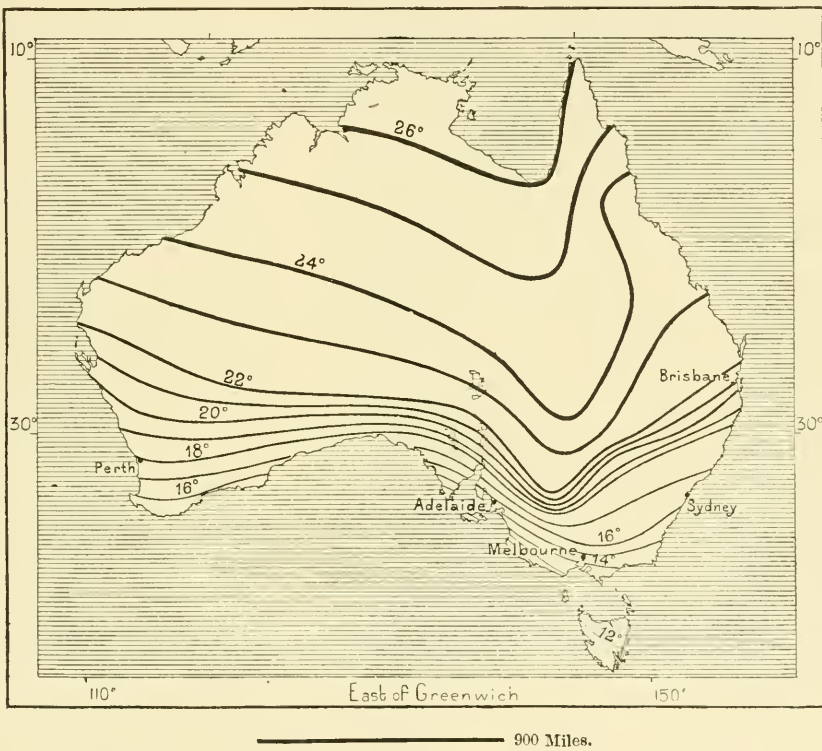 10° 10°
26°
24°
22°
Brisbane
20°
30° 30°
18°
Perth
16°
Adelaide
Sydney
16°
Melbourne
14°
12°
110° East of Greenwich 150°
900 Miles.